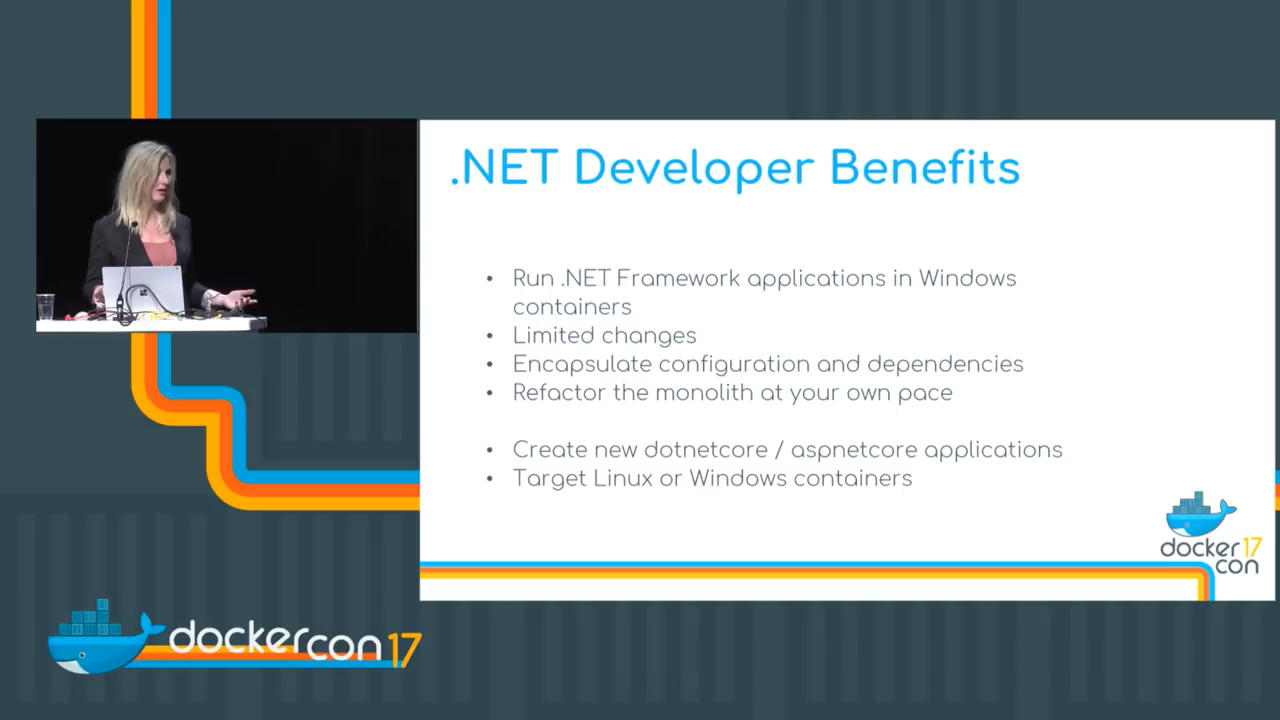 .NET Developer Benefits
• Run .NET Framework applications in Windows
containers
• Limited changes
• Encapsulate configuration and dependencies
• Refactor the monolith at your own pace
• Create new dotnetcore / aspnetcore applications
• Target Linux or Windows containers
docker 17
con
dockercon 17